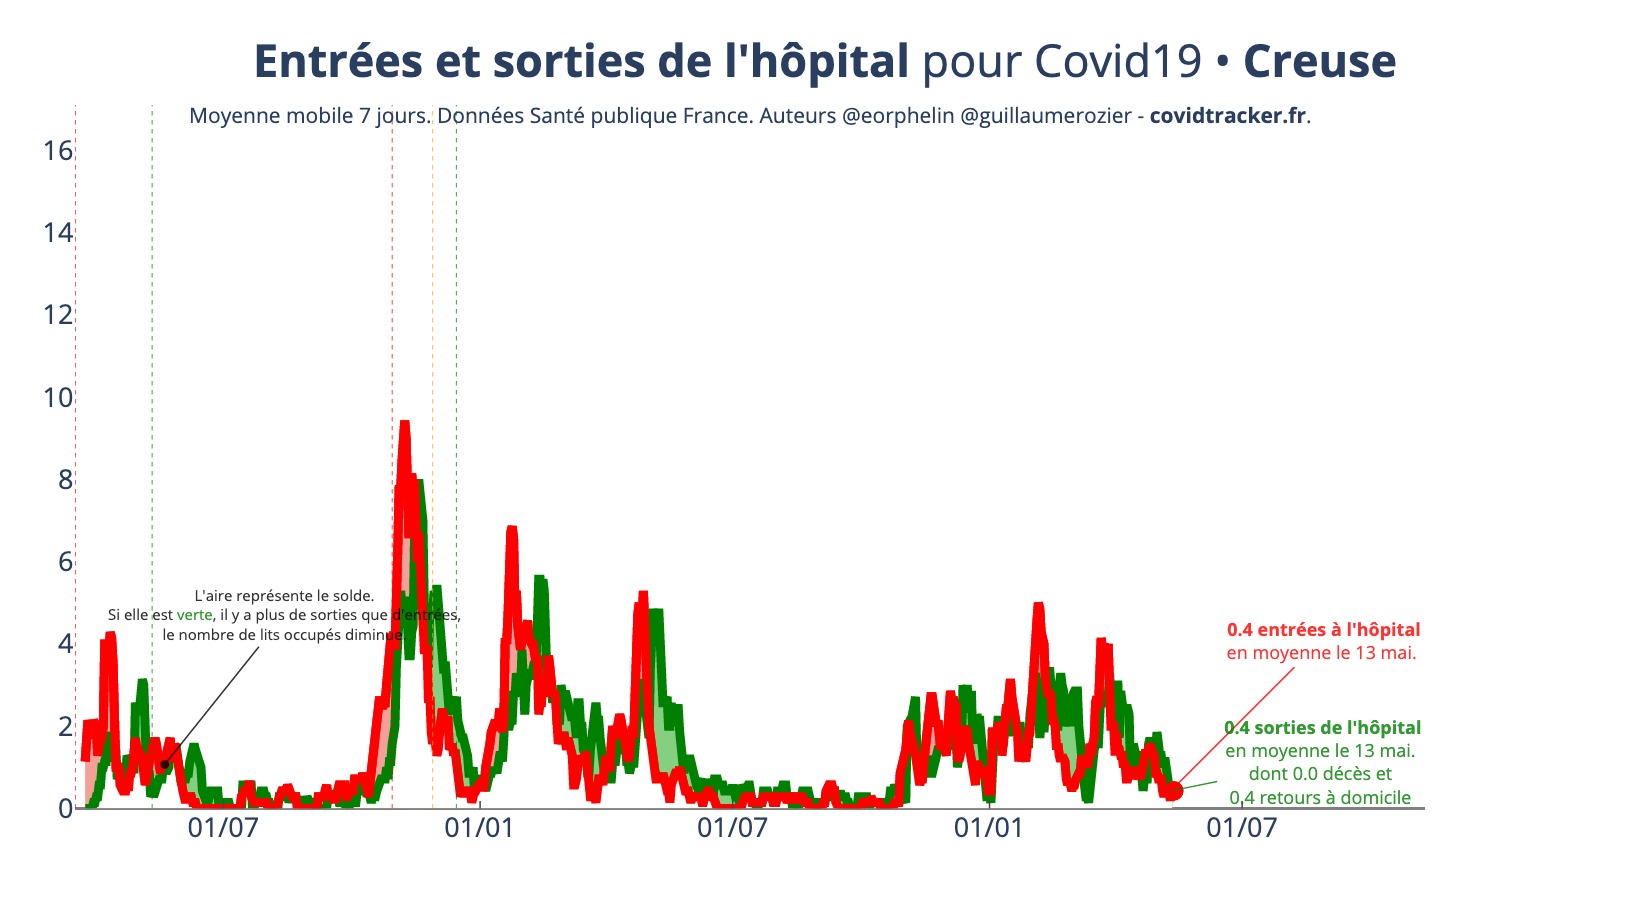 Entrées et sorties de l'hôpital pour Covid19 • Creuse
Moyenne mobile 7 jours. Données Santé publique France. Auteurs @eorphelin @guillaumerozier - covidtracker.fr.
16
14
12
10
8
6
4
2
0
L'aire représente le solde.
Si elle est verte, il y a plus de sorties que d'entrées,
le nombre de lits occupés diminue.
0.4 entrées à l'hôpital
en moyenne le 13 mai.
0.4 sorties de l'hôpital
en moyenne le 13 mai.
dont 0.0 décès et
0.4 retours à domicile
01/07
01/01
01/07
01/01
01/07